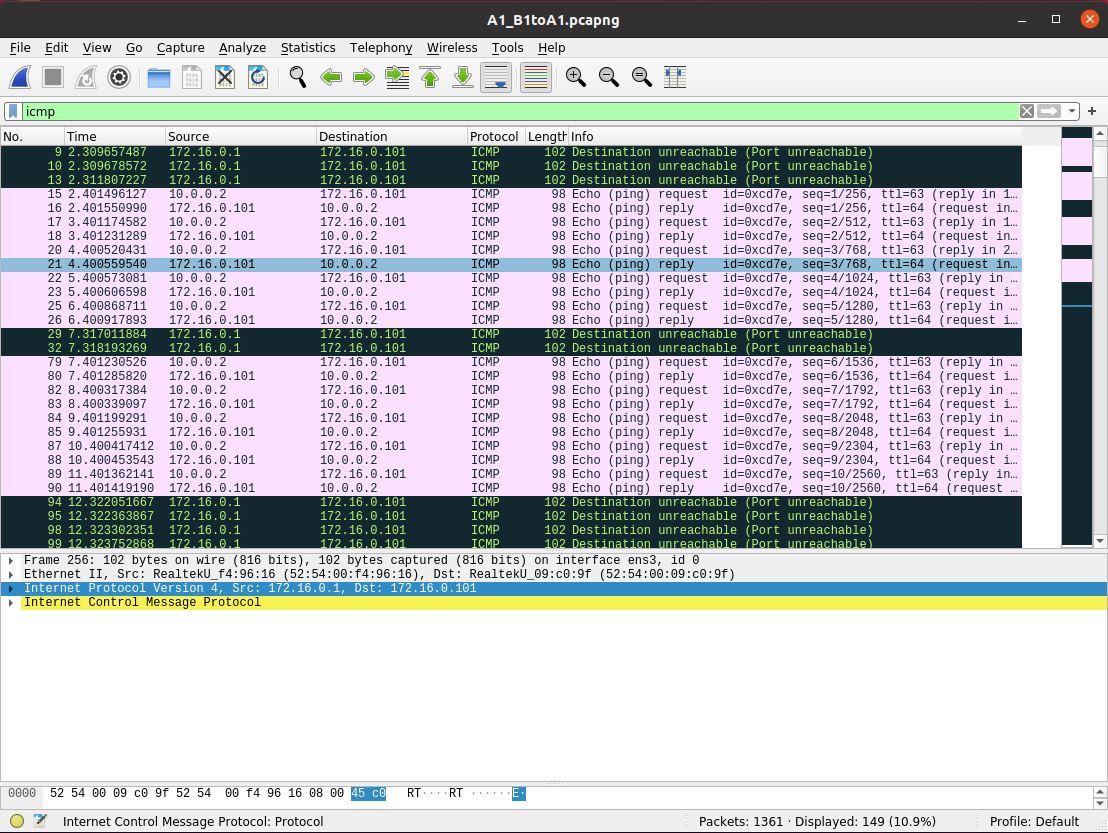 A1_B1toA1.pcapng
File Edit View Go Capture Analyze Statistics Telephony Wireless Tools Help
icmp
No. Time Source Destination Protocol Length Info
9 2.309657487 172.16.0.1 172.16.0.101 ICMP 102 Destination unreachable (Port unreachable)
10 2.309678572 172.16.0.1 172.16.0.101 ICMP 102 Destination unreachable (Port unreachable)
13 2.311807227 172.16.0.1 172.16.0.101 ICMP 102 Destination unreachable (Port unreachable)
15 2.401496127 10.0.0.2 172.16.0.101 ICMP 98 Echo (ping) request id=0xcd7e, seq=1/256, ttl=63 (reply in 1…
16 2.401550990 172.16.0.101 10.0.0.2 ICMP 98 Echo (ping) reply id=0xcd7e, seq=1/256, ttl=64 (request in…
17 3.401174582 10.0.0.2 172.16.0.101 ICMP 98 Echo (ping) request id=0xcd7e, seq=2/512, ttl=63 (reply in 1…
18 3.401231289 172.16.0.101 10.0.0.2 ICMP 98 Echo (ping) reply id=0xcd7e, seq=2/512, ttl=64 (request in…
20 4.400520431 10.0.0.2 172.16.0.101 ICMP 98 Echo (ping) request id=0xcd7e, seq=3/768, ttl=63 (reply in 2…
21 4.400559540 172.16.0.101 10.0.0.2 ICMP 98 Echo (ping) reply id=0xcd7e, seq=3/768, ttl=64 (request in…
22 5.400573081 10.0.0.2 172.16.0.101 ICMP 98 Echo (ping) request id=0xcd7e, seq=4/1024, ttl=63 (reply in …
23 5.400606598 172.16.0.101 10.0.0.2 ICMP 98 Echo (ping) reply id=0xcd7e, seq=4/1024, ttl=64 (request i…
25 6.400868711 10.0.0.2 172.16.0.101 ICMP 98 Echo (ping) request id=0xcd7e, seq=5/1280, ttl=63 (reply in …
26 6.400917893 172.16.0.101 10.0.0.2 ICMP 98 Echo (ping) reply id=0xcd7e, seq=5/1280, ttl=64 (request i…
29 7.317011884 172.16.0.1 172.16.0.101 ICMP 102 Destination unreachable (Port unreachable)
32 7.318193269 172.16.0.1 172.16.0.101 ICMP 102 Destination unreachable (Port unreachable)
79 7.401230526 10.0.0.2 172.16.0.101 ICMP 98 Echo (ping) request id=0xcd7e, seq=6/1536, ttl=63 (reply in …
80 7.401285820 172.16.0.101 10.0.0.2 ICMP 98 Echo (ping) reply id=0xcd7e, seq=6/1536, ttl=64 (request i…
82 8.400317384 10.0.0.2 172.16.0.101 ICMP 98 Echo (ping) request id=0xcd7e, seq=7/1792, ttl=63 (reply in …
83 8.400339097 172.16.0.101 10.0.0.2 ICMP 98 Echo (ping) reply id=0xcd7e, seq=7/1792, ttl=64 (request i…
84 9.401199291 10.0.0.2 172.16.0.101 ICMP 98 Echo (ping) request id=0xcd7e, seq=8/2048, ttl=63 (reply in …
85 9.401255931 172.16.0.101 10.0.0.2 ICMP 98 Echo (ping) reply id=0xcd7e, seq=8/2048, ttl=64 (request i…
87 10.400417412 10.0.0.2 172.16.0.101 ICMP 98 Echo (ping) request id=0xcd7e, seq=9/2304, ttl=63 (reply in …
88 10.400453543 172.16.0.101 10.0.0.2 ICMP 98 Echo (ping) reply id=0xcd7e, seq=9/2304, ttl=64 (request i…
89 11.401362141 10.0.0.2 172.16.0.101 ICMP 98 Echo (ping) request id=0xcd7e, seq=10/2560, ttl=63 (reply in…
90 11.401419190 172.16.0.101 10.0.0.2 ICMP 98 Echo (ping) reply id=0xcd7e, seq=10/2560, ttl=64 (request …
94 12.322051667 172.16.0.1 172.16.0.101 ICMP 102 Destination unreachable (Port unreachable)
95 12.322363867 172.16.0.1 172.16.0.101 ICMP 102 Destination unreachable (Port unreachable)
98 12.323302351 172.16.0.1 172.16.0.101 ICMP 102 Destination unreachable (Port unreachable)
99 12.323752868 172.16.0.1 172.16.0.101 ICMP 102 Destination unreachable (Port unreachable)
Frame 256: 102 bytes on wire (816 bits), 102 bytes captured (816 bits) on interface ens3, id 0
Ethernet II, Src: RealtekU_f4:96:16 (52:54:00:f4:96:16), Dst: RealtekU_09:c0:9f (52:54:00:09:c0:9f)
Internet Protocol Version 4, Src: 172.16.0.1, Dst: 172.16.0.101
Internet Control Message Protocol
0000 52 54 00 09 c0 9f 52 54 00 f4 96 16 08 00 45 c0 RT····RT ······E·
Internet Control Message Protocol: Protocol Packets: 1361 · Displayed: 149 (10.9%) Profile: Default